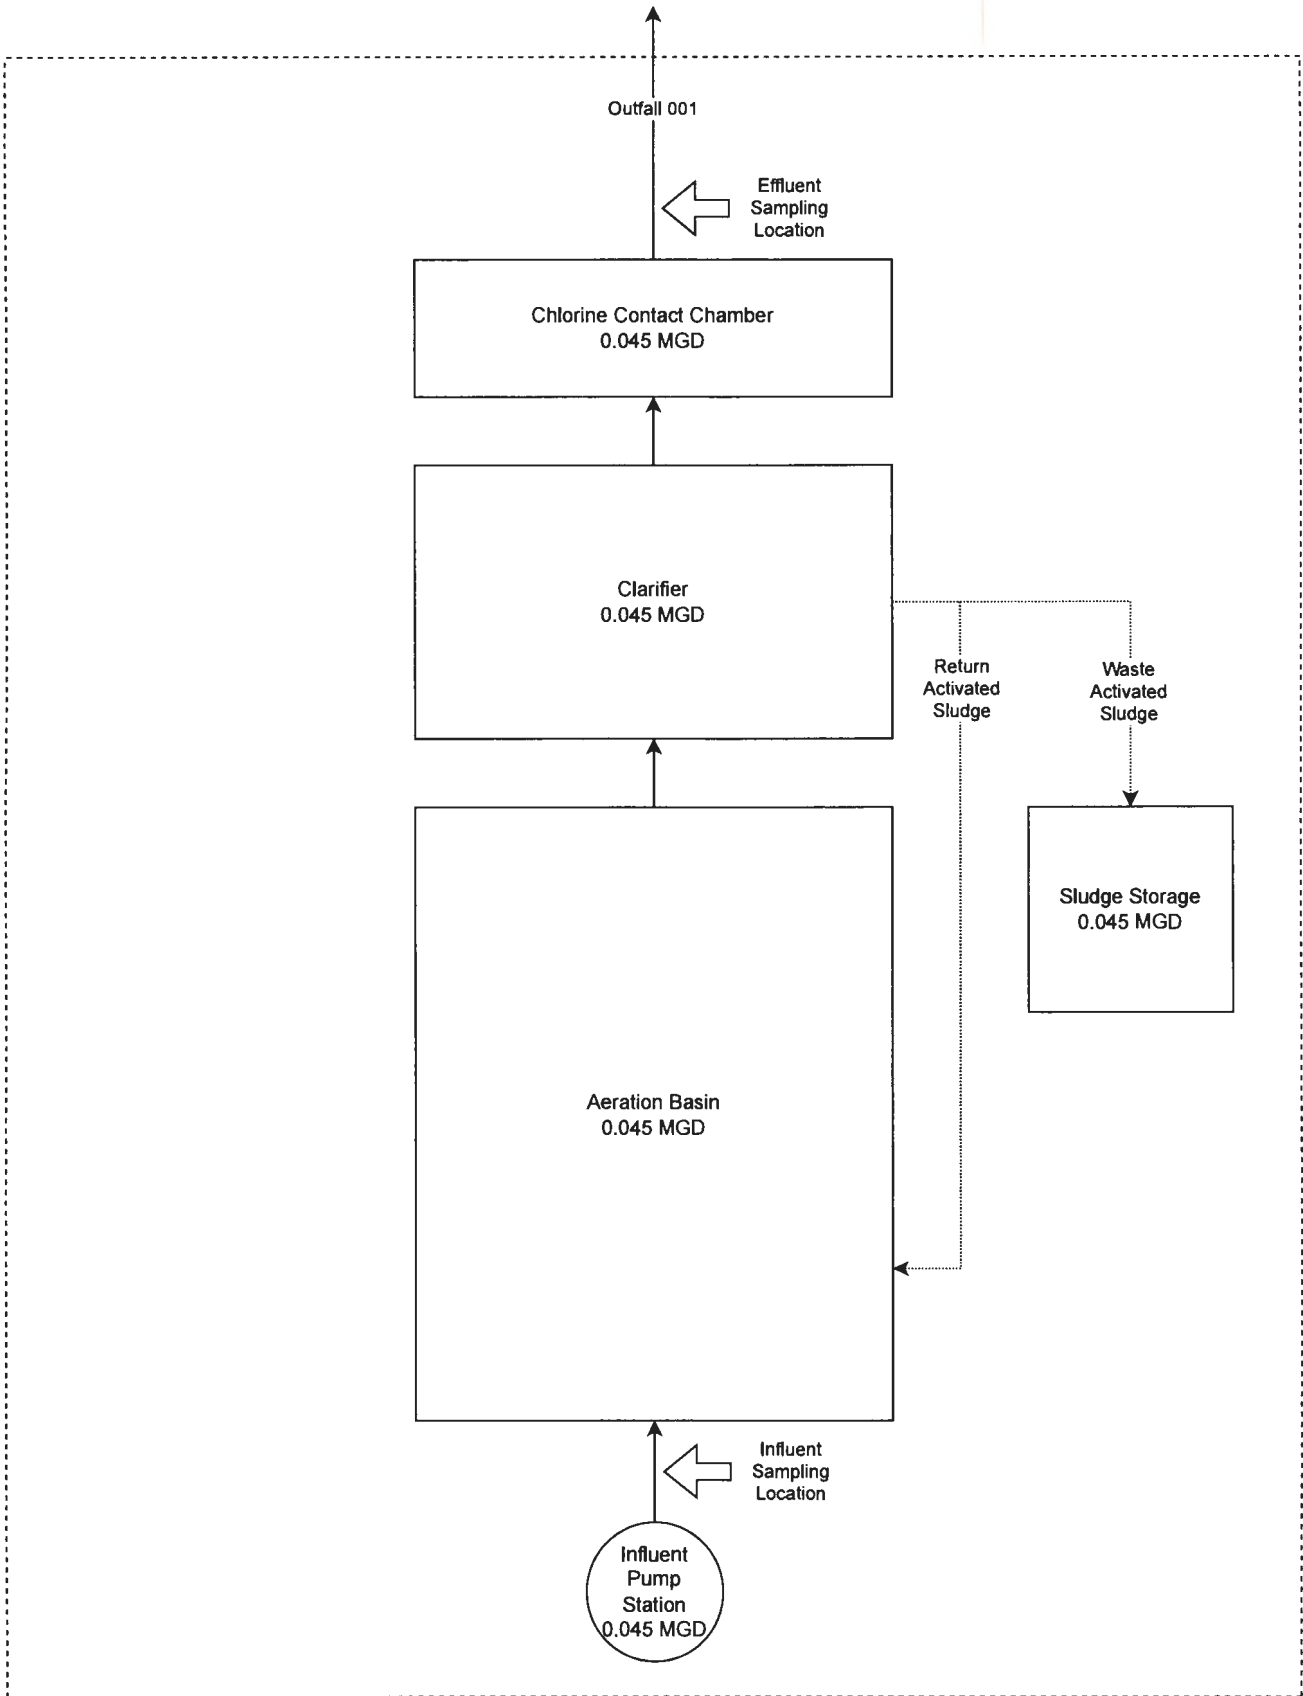 Outfall 001
Effluent
Sampling
Location
Chlorine Contact Chamber
0.045 MGD
Clarifier
0.045 MGD
Return
Activated
Sludge
Waste
Activated
Sludge
Sludge Storage
0.045 MGD
Aeration Basin
0.045 MGD
Influent
Sampling
Location
Influent
Pump
Station
0.045 MGD